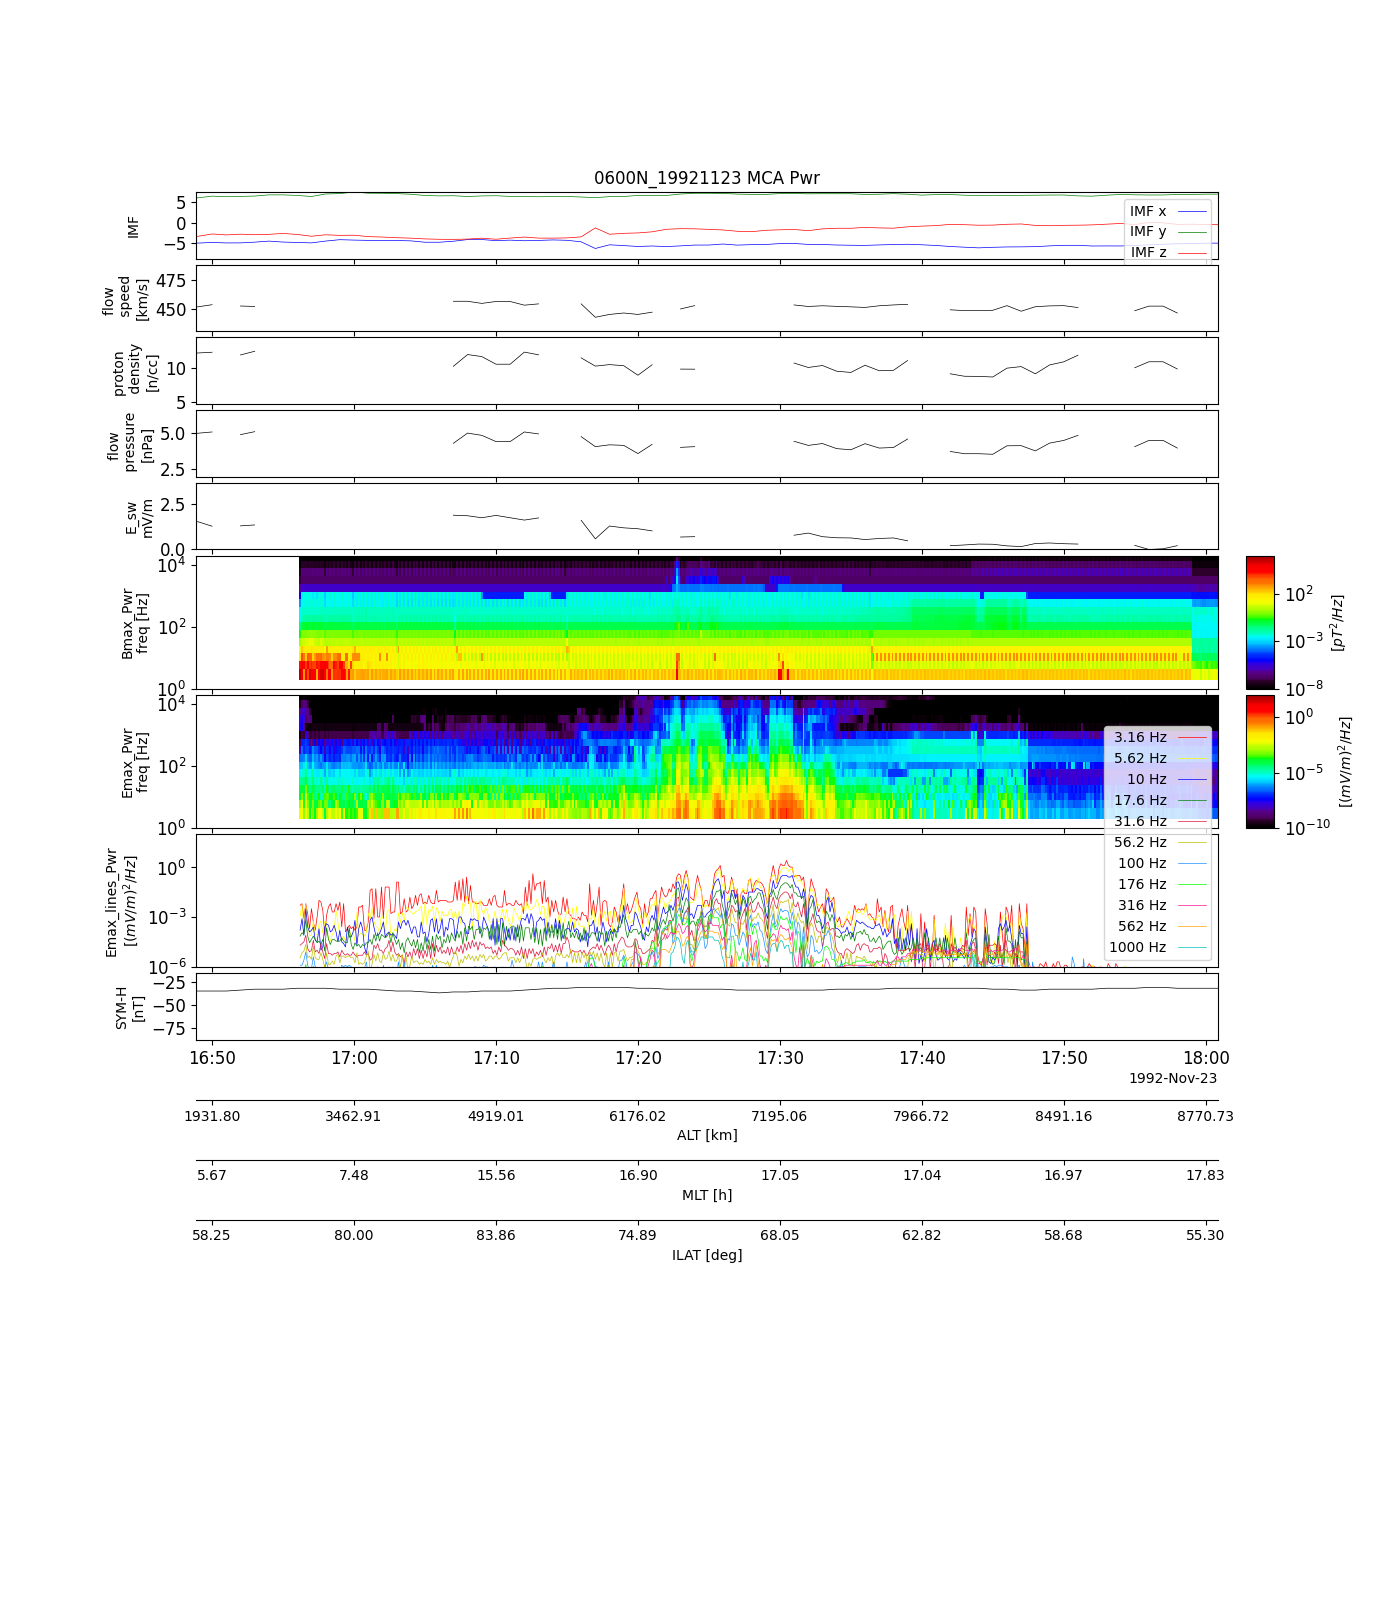 0600N_19921123 MCA Pwr
IMF
5
0
−5
IMF x
IMF y
IMF z
flow
speed
[km/s]
475
450
proton
density
[n/cc]
10
5
flow
pressure
[nPa]
5.0
2.5
E_sw
mV/m
2.5
0.0
Bmax_Pwr
freq [Hz]
10^4
10^2
10^0
10^2
10^−3
10^−8
[pT^2/Hz]
Emax_Pwr
freq [Hz]
10^4
10^2
10^0
10^0
10^−5
10^−10
[(mV/m)^2/Hz]
3.16 Hz
5.62 Hz
10 Hz
17.6 Hz
31.6 Hz
56.2 Hz
100 Hz
176 Hz
316 Hz
562 Hz
1000 Hz
Emax_lines_Pwr
[(mV/m)^2/Hz]
10^0
10^−3
10^−6
SYM-H
[nT]
−25
−50
−75
16:50 17:00 17:10 17:20 17:30 17:40 17:50 18:00
1992-Nov-23
1931.80 3462.91 4919.01 6176.02 7195.06 7966.72 8491.16 8770.73
ALT [km]
5.67 7.48 15.56 16.90 17.05 17.04 16.97 17.83
MLT [h]
58.25 80.00 83.86 74.89 68.05 62.82 58.68 55.30
ILAT [deg]